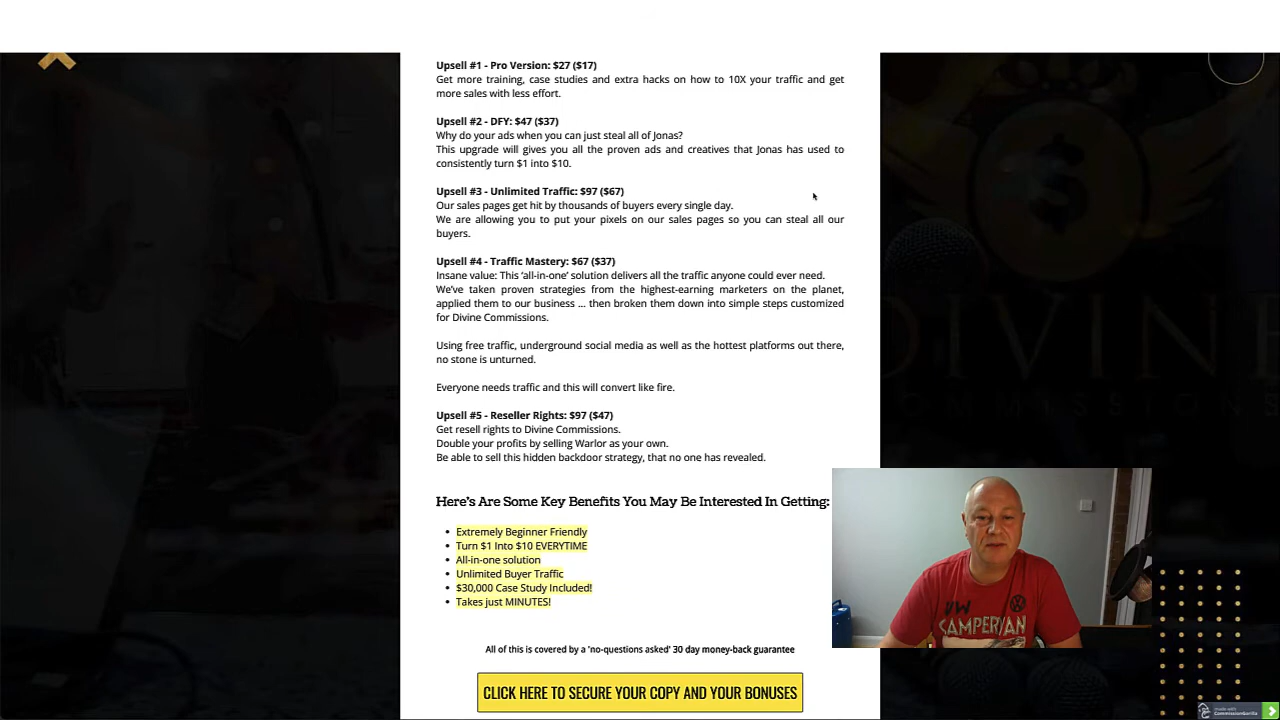 Upsell #1 - Pro Version: $27 ($17)
Get more training, case studies and extra hacks on how to 10X your traffic and get
more sales with less effort.
Upsell #2 - DFY: $47 ($37)
Why do your ads when you can just steal all of Jonas?
This upgrade will gives you all the proven ads and creatives that Jonas has used to
consistently turn $1 into $10.
Upsell #3 - Unlimited Traffic: $97 ($67)
Our sales pages get hit by thousands of buyers every single day.
We are allowing you to put your pixels on our sales pages so you can steal all our
buyers.
Upsell #4 - Traffic Mastery: $67 ($37)
Insane value: This ‘all-in-one’ solution delivers all the traffic anyone could ever need.
We’ve taken proven strategies from the highest-earning marketers on the planet,
applied them to our business ... then broken them down into simple steps customized
for Divine Commissions.
Using free traffic, underground social media as well as the hottest platforms out there,
no stone is unturned.
Everyone needs traffic and this will convert like fire.
Upsell #5 - Reseller Rights: $97 ($47)
Get resell rights to Divine Commissions.
Double your profits by selling Warlor as your own.
Be able to sell this hidden backdoor strategy, that no one has revealed.
Here’s Are Some Key Benefits You May Be Interested In Getting:
• Extremely Beginner Friendly
• Turn $1 Into $10 EVERYTIME
• All-in-one solution
• Unlimited Buyer Traffic
• $30,000 Case Study Included!
• Takes just MINUTES!
All of this is covered by a 'no-questions asked' 30 day money-back guarantee
CLICK HERE TO SECURE YOUR COPY AND YOUR BONUSES
$
DIVINE
COMMISSIONS
CAMPERVAN
made with
CommissionGorilla